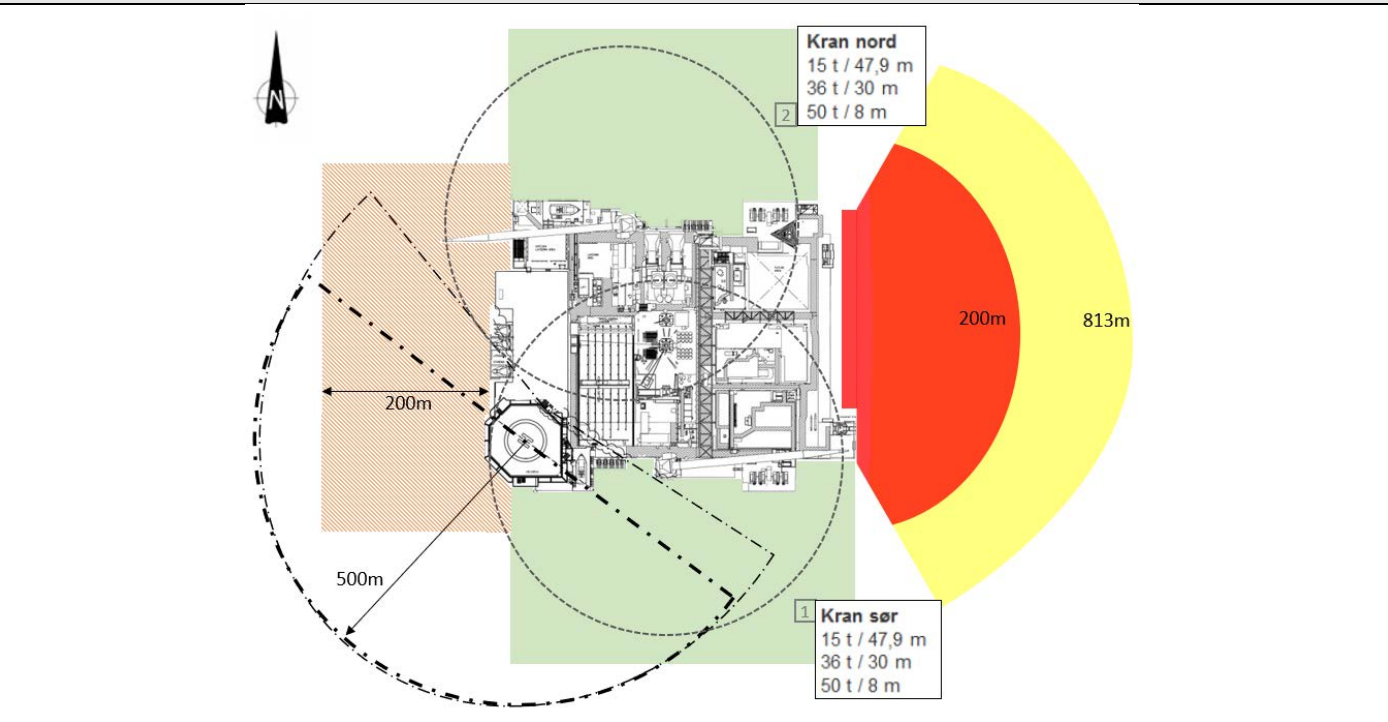 N
Kran nord
15 t / 47,9 m
36 t / 30 m
50 t / 8 m
2
200m
813m
200m
500m
1
Kran sør
15 t / 47,9 m
36 t / 30 m
50 t / 8 m